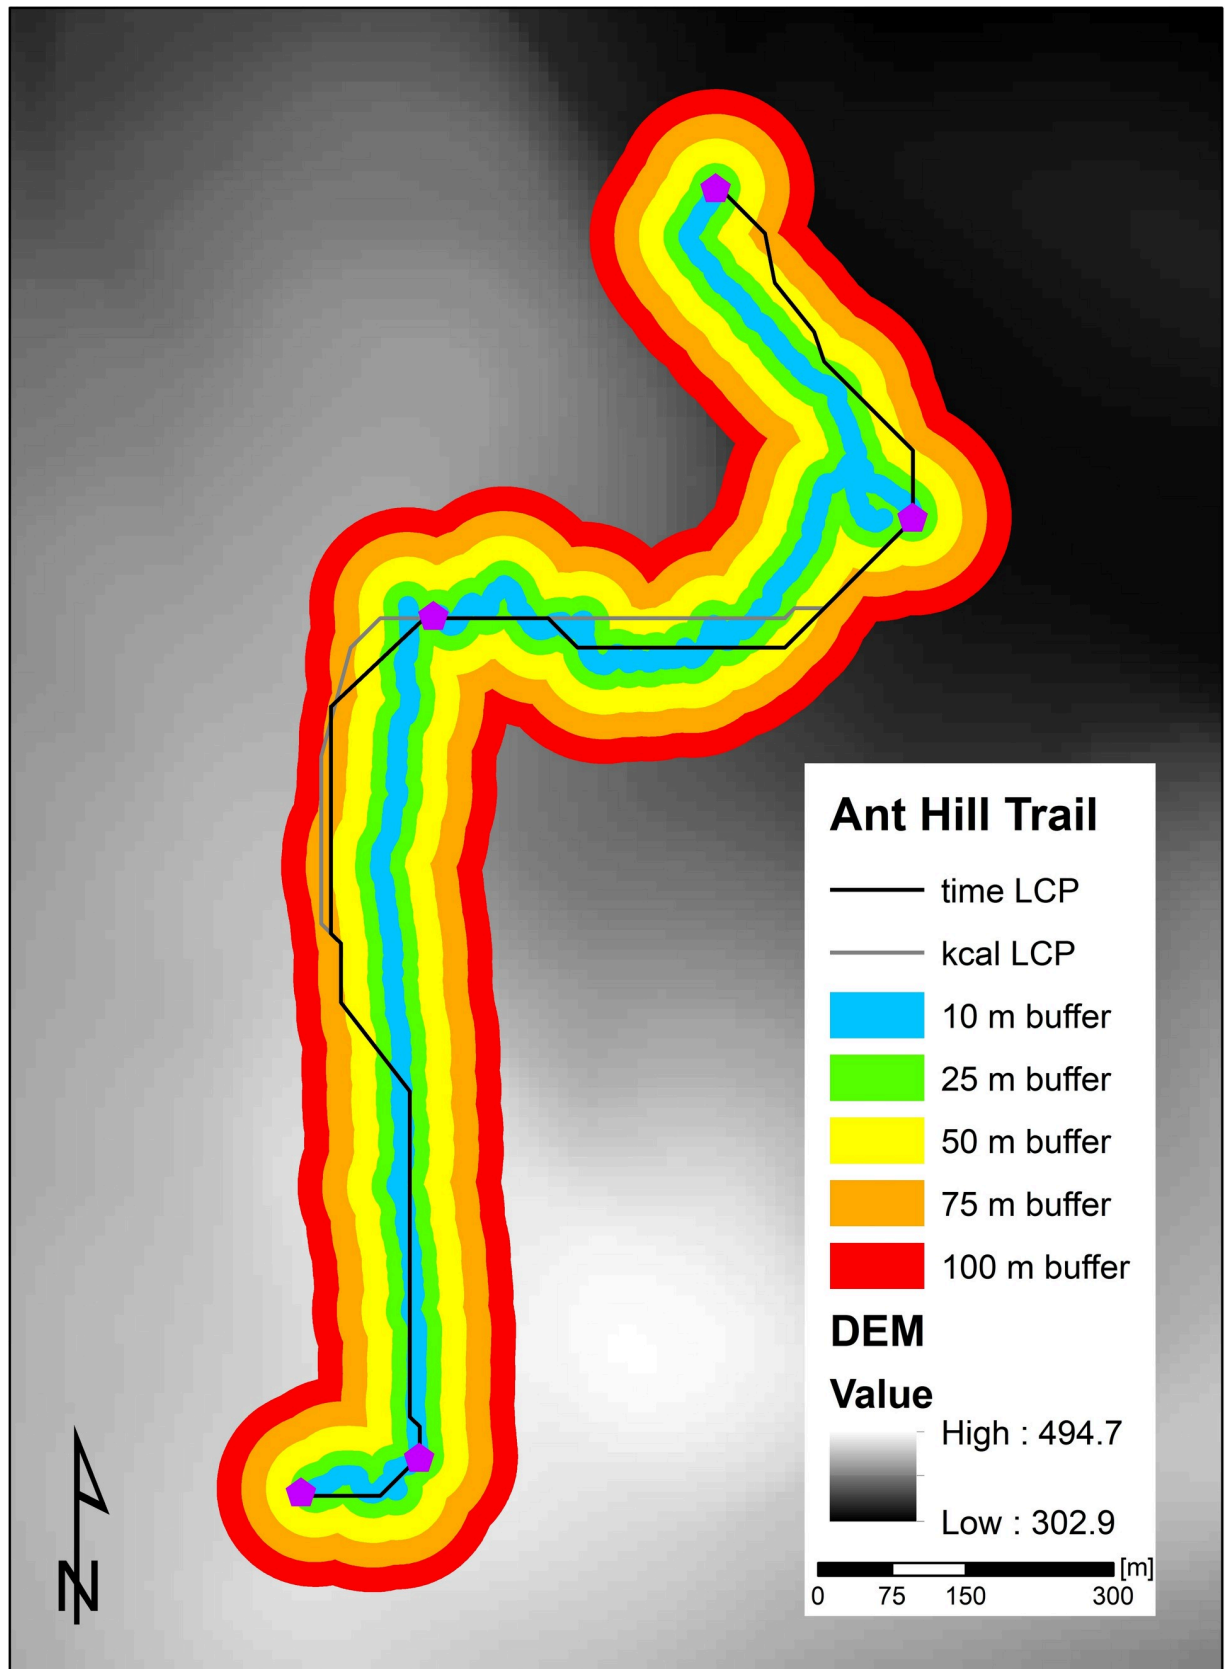 Ant Hill Trail
time LCP
kcal LCP
10 m buffer
25 m buffer
50 m buffer
75 m buffer
100 m buffer
DEM
Value
High : 494.7
Low : 302.9
[m]
0 75 150 300
N